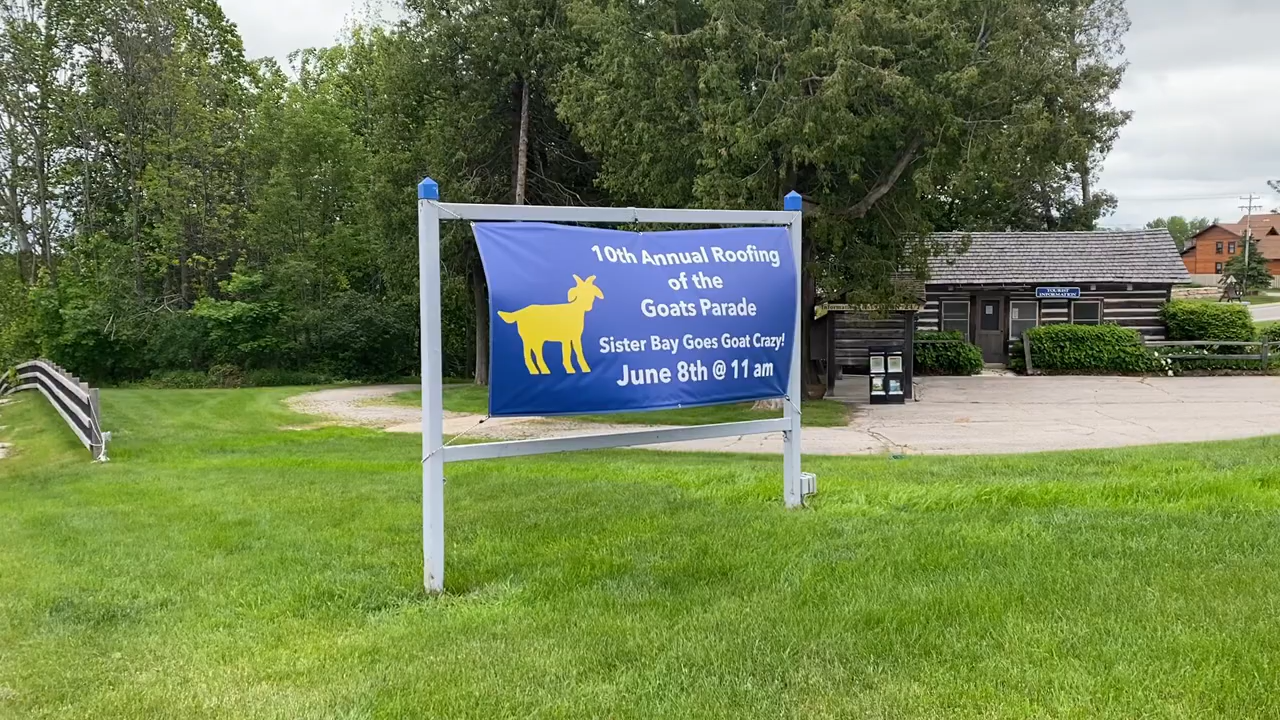 10th Annual Roofing
of the
Goats Parade
Sister Bay Goes Goat Crazy!
June 8th @ 11 am
TOURIST
INFORMATION